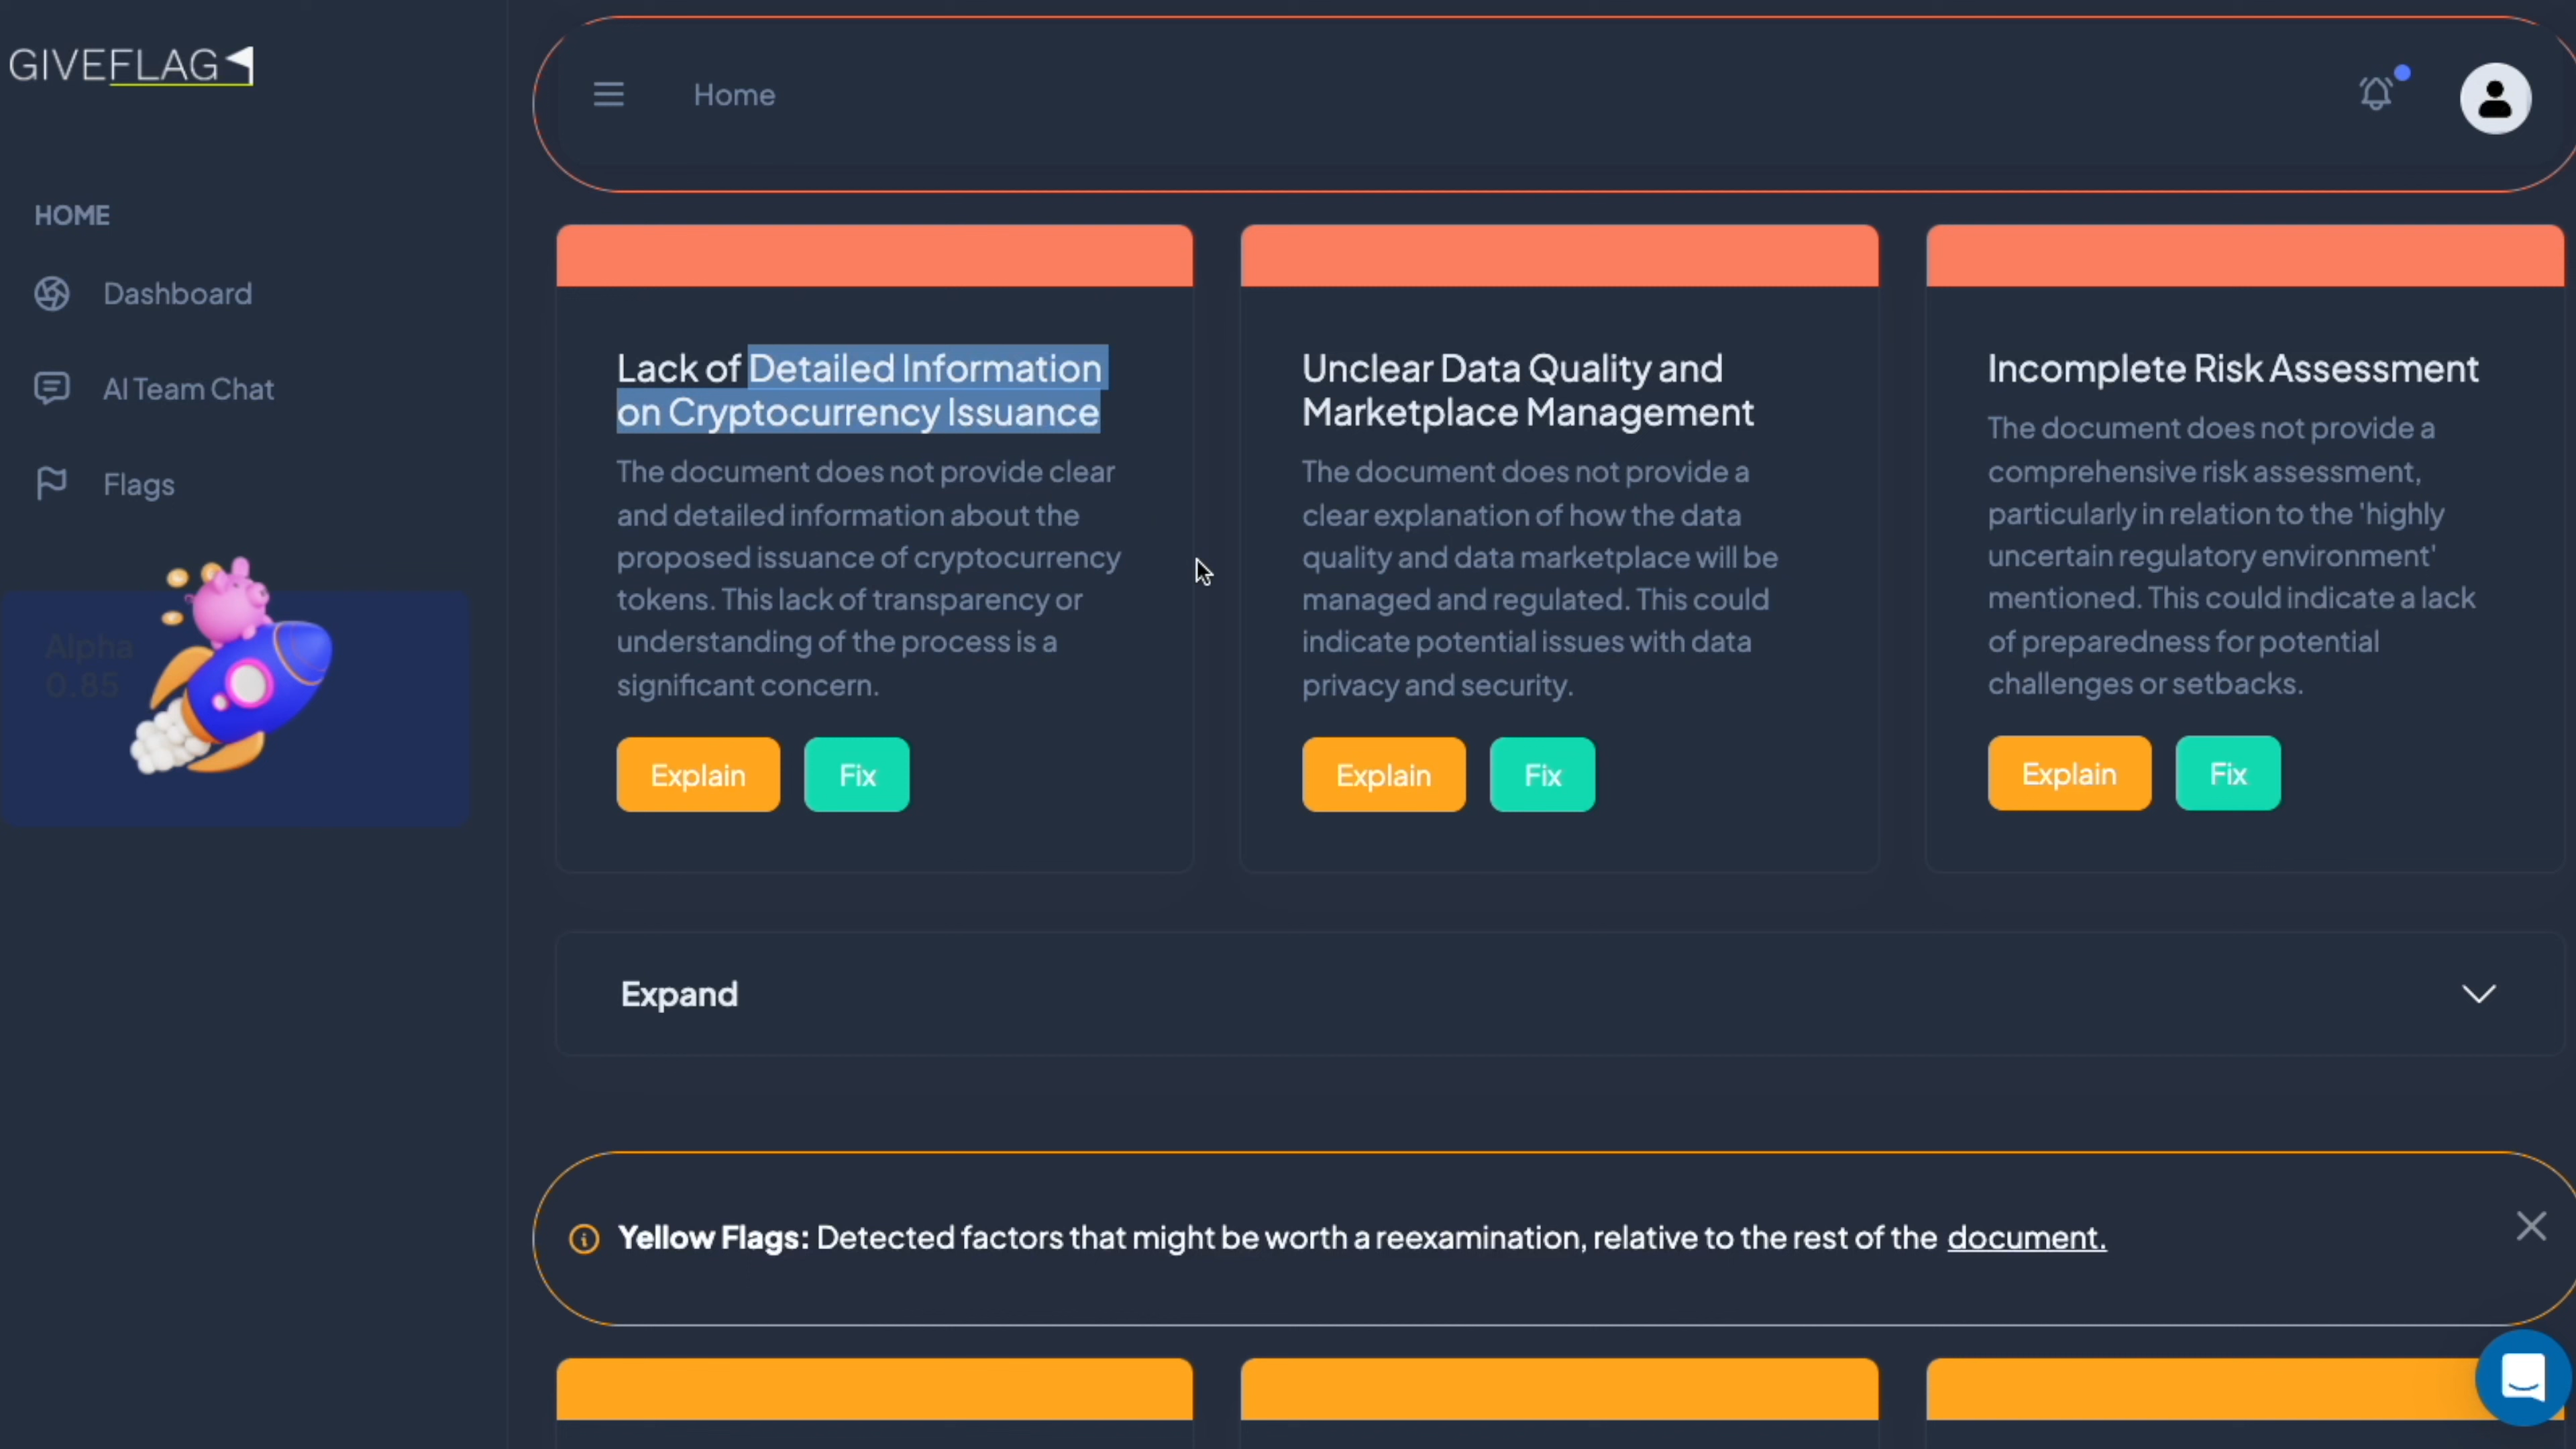 GIVEFLAG
Home
HOME
Dashboard
AI Team Chat
Flags
Alpha
0.85
Lack of Detailed Information
on Cryptocurrency Issuance
The document does not provide clear
and detailed information about the
proposed issuance of cryptocurrency
tokens. This lack of transparency or
understanding of the process is a
significant concern.
Explain
Fix
Unclear Data Quality and
Marketplace Management
The document does not provide a
clear explanation of how the data
quality and data marketplace will be
managed and regulated. This could
indicate potential issues with data
privacy and security.
Explain
Fix
Incomplete Risk Assessment
The document does not provide a
comprehensive risk assessment,
particularly in relation to the 'highly
uncertain regulatory environment'
mentioned. This could indicate a lack
of preparedness for potential
challenges or setbacks.
Explain
Fix
Expand
Yellow Flags: Detected factors that might be worth a reexamination, relative to the rest of the document.